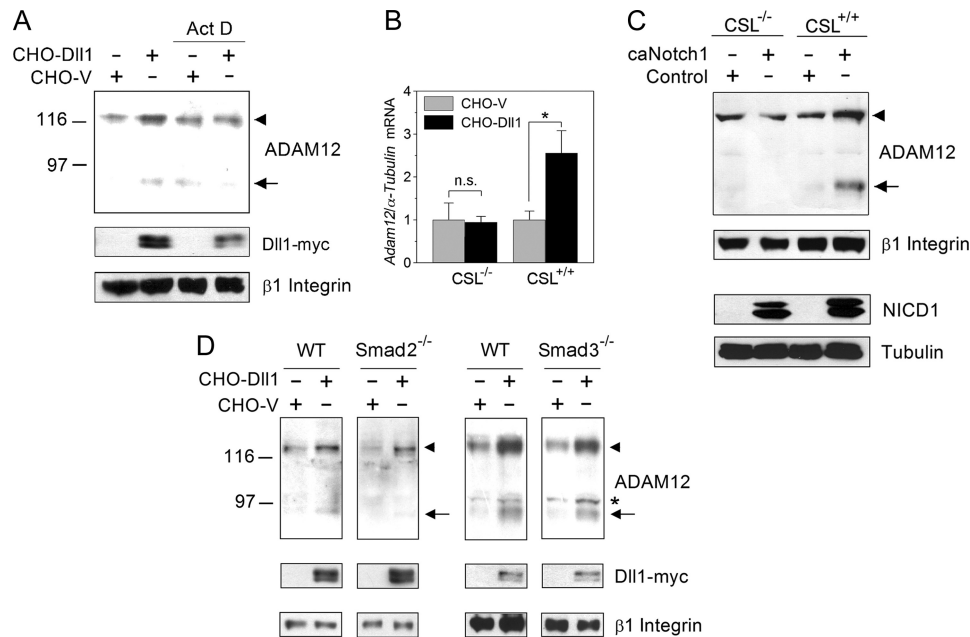 A
Act D
CHO-Dll1 – + – +
CHO-V + – + –
116
97
ADAM12
Dll1-myc
β1 Integrin
B
Adam12/α-Tubulin mRNA
4
3
2
1
0
CHO-V
CHO-Dll1
n.s.
*
CSL-/-
CSL+/+
C
CSL-/- CSL+/+
caNotch1 – + – +
Control + – + –
ADAM12
β1 Integrin
NICD1
Tubulin
D
WT Smad2-/- WT Smad3-/-
CHO-Dll1 – + – + – + – +
CHO-V + – + – + – + –
116
97
ADAM12
*
Dll1-myc
β1 Integrin